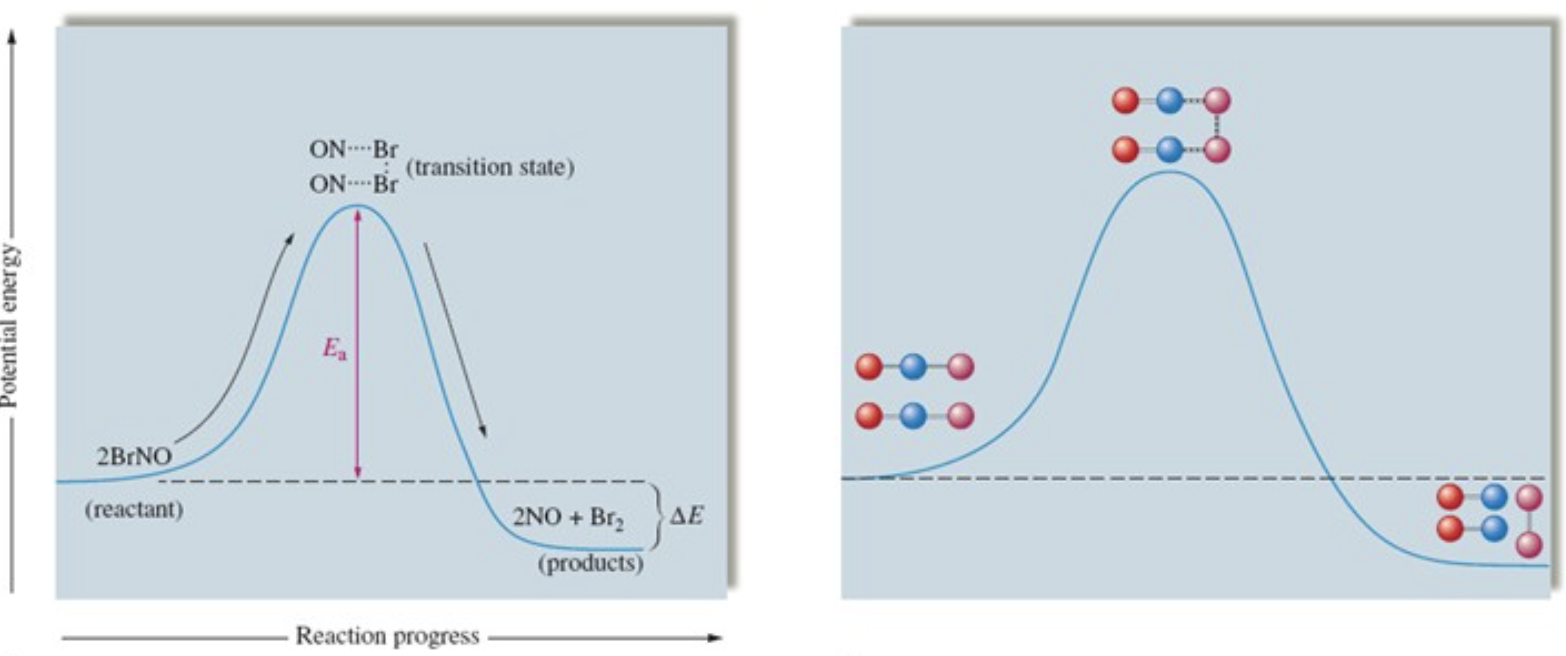 Potential energy
ON····Br
(transition state)
ON····Br
Eₐ
2BrNO
(reactant)
2NO + Br₂
(products)
ΔE
Reaction progress